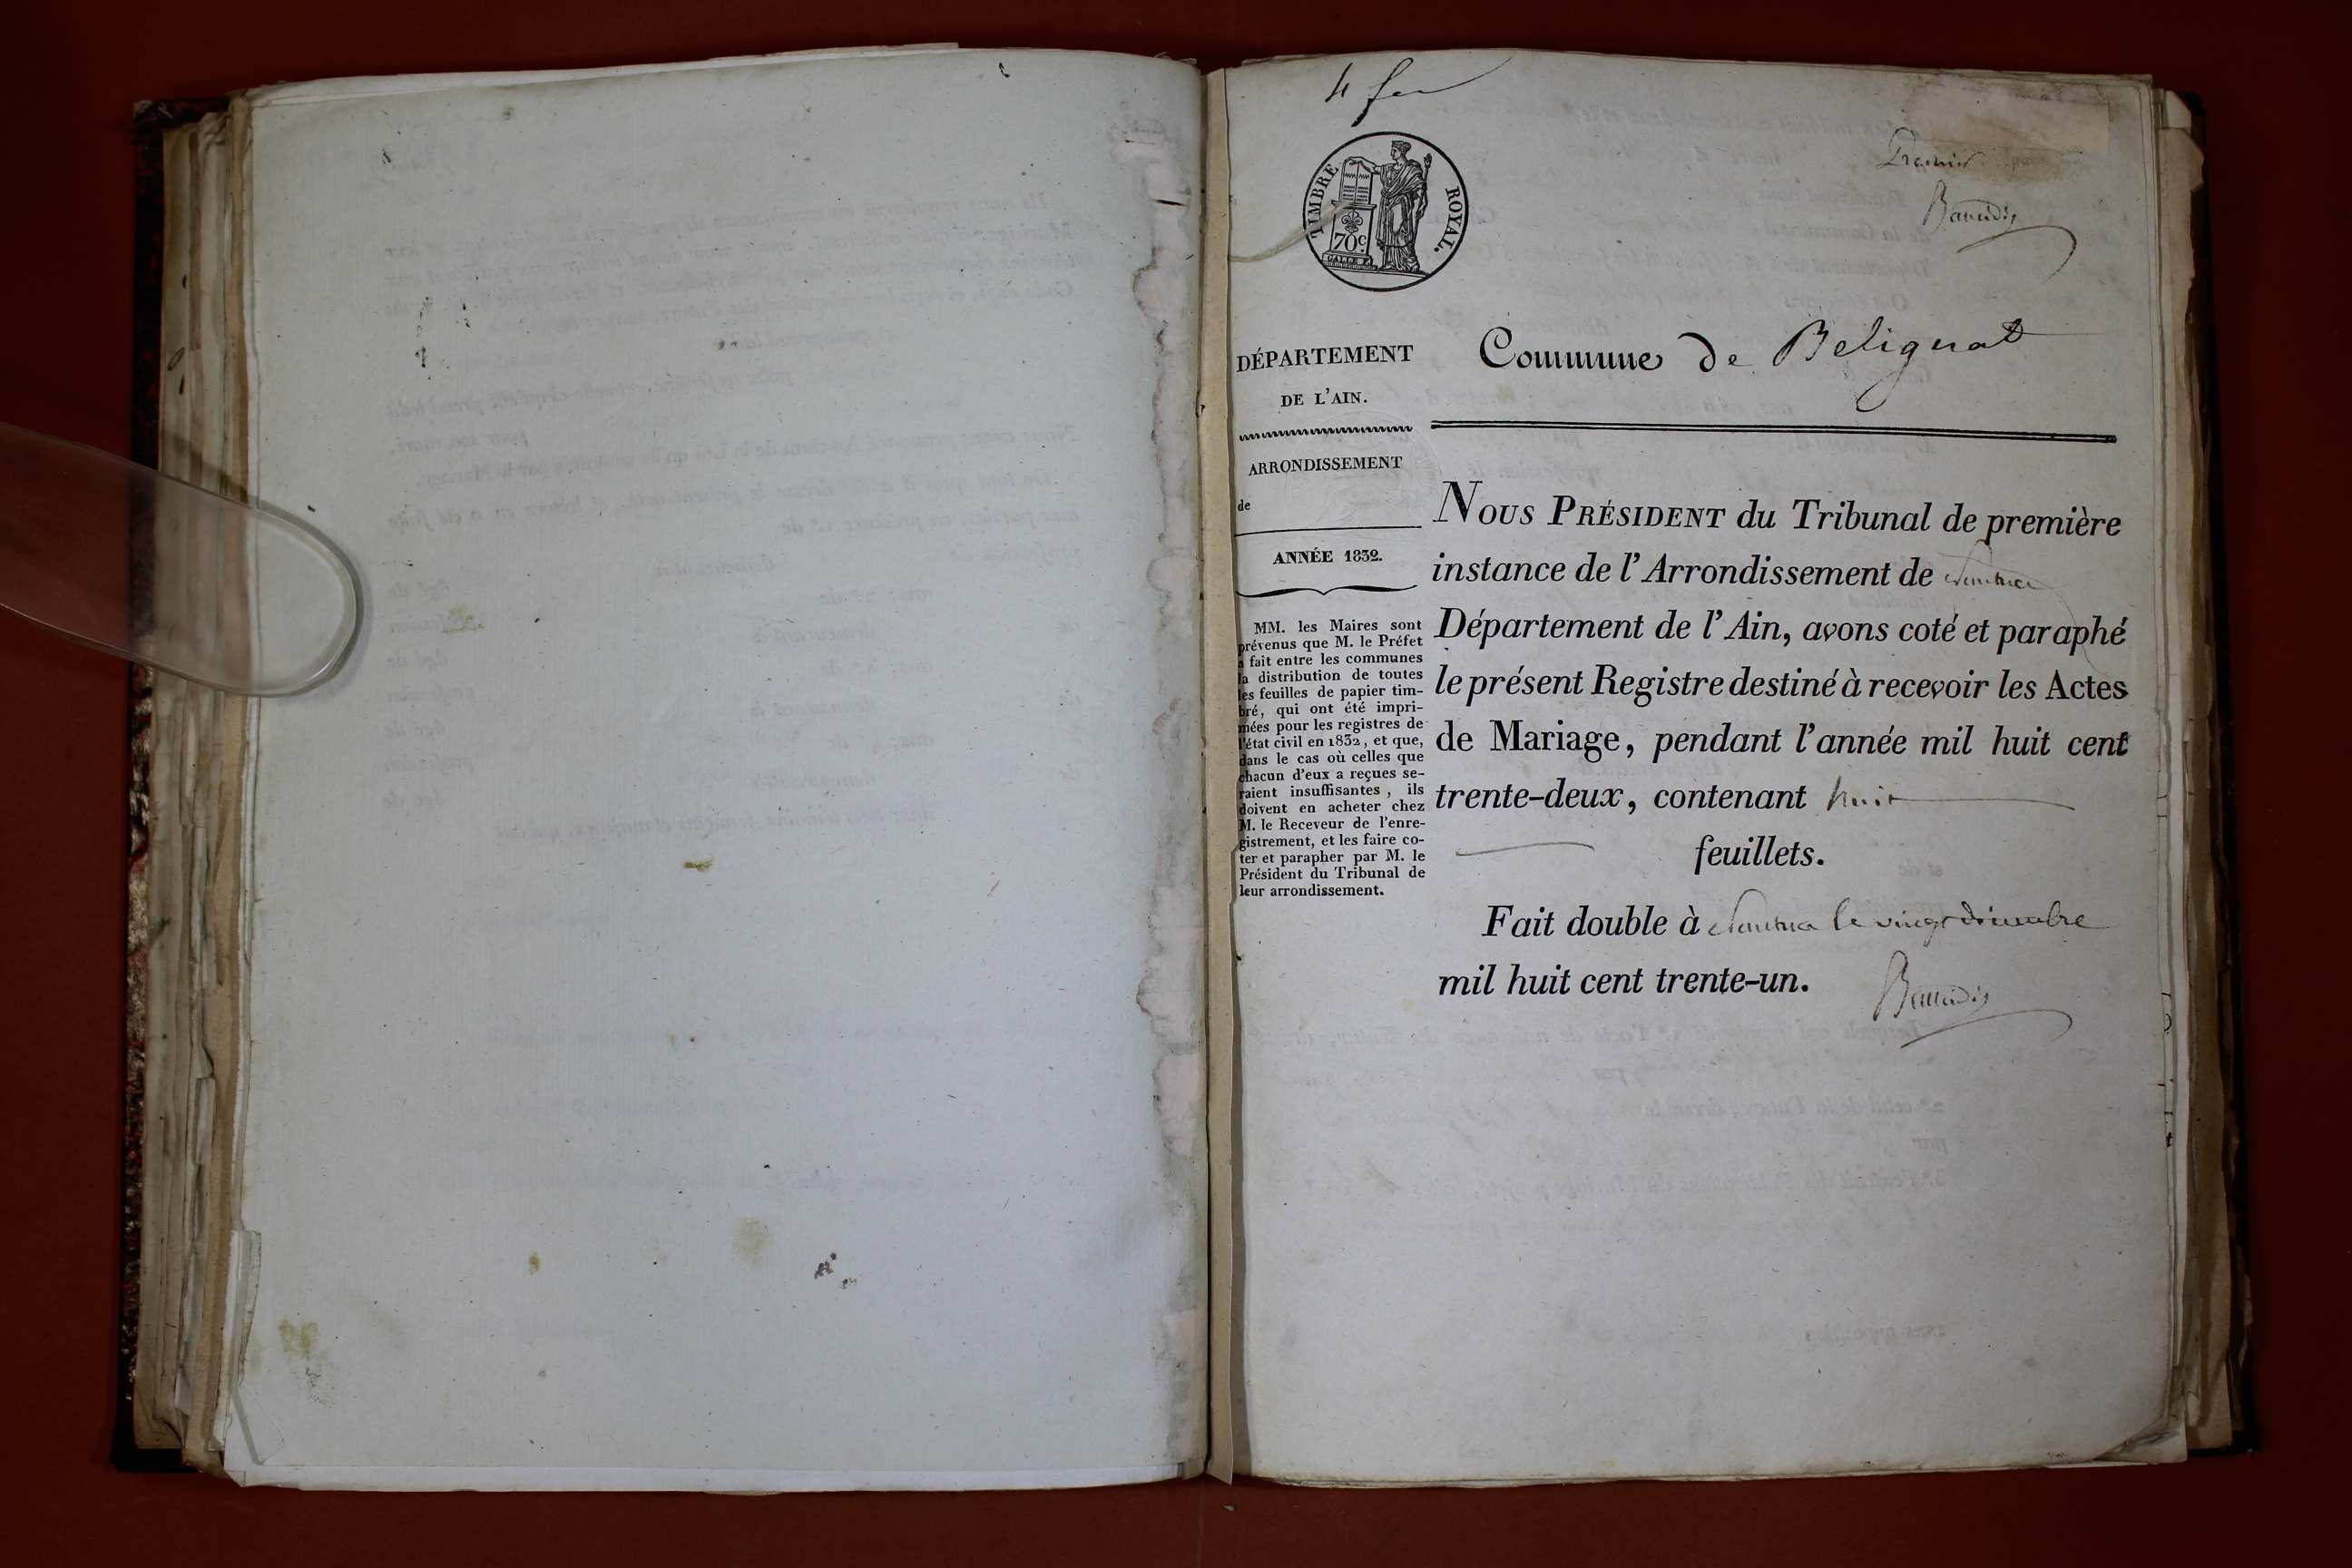 4 f
TIMBRE ROYAL.
70c.
Premier
DÉPARTEMENT
DE L'AIN.
Commune de Belignat
ARRONDISSEMENT
de
ANNÉE 1832.
MM. les Maires sont
prévenus que M. le Préfet
a fait entre les communes
la distribution de toutes
les feuilles de papier tim-
bré, qui ont été impri-
mées pour les registres de
l'état civil en 1832, et que,
dans le cas où celles que
chacun d'eux a reçues se-
raient insuffisantes, ils
doivent en acheter chez
M. le Receveur de l'enre-
gistrement, et les faire co-
ter et parapher par M. le
Président du Tribunal de
leur arrondissement.
NOUS PRÉSIDENT du Tribunal de première
instance de l'Arrondissement de Nantua
Département de l'Ain, avons coté et paraphé
le présent Registre destiné à recevoir les Actes
de Mariage, pendant l'année mil huit cent
trente-deux, contenant huit
feuillets.
Fait double à Nantua le vingt décembre
mil huit cent trente-un.